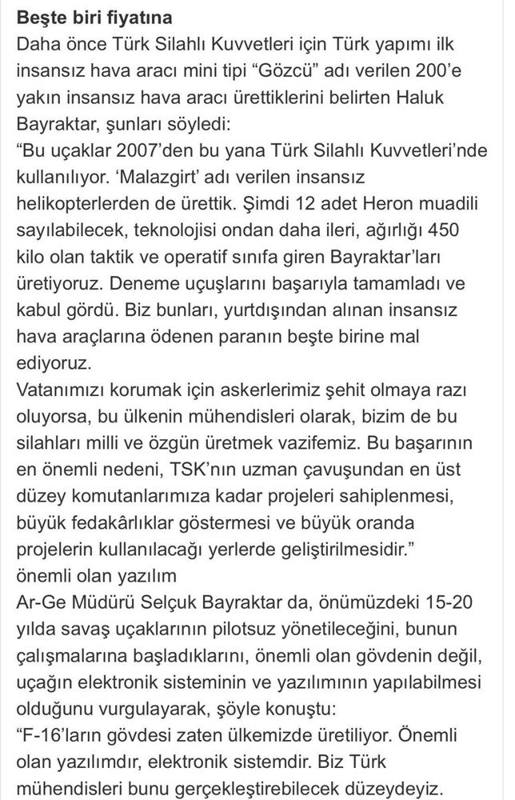 Beşte biri fiyatına
Daha önce Türk Silahlı Kuvvetleri için Türk yapımı ilk
insansız hava aracı mini tipi “Gözcü” adı verilen 200’e
yakın insansız hava aracı ürettiklerini belirten Haluk
Bayraktar, şunları söyledi:
“Bu uçaklar 2007’den bu yana Türk Silahlı Kuvvetleri’nde
kullanılıyor. ‘Malazgirt’ adı verilen insansız
helikopterlerden de ürettik. Şimdi 12 adet Heron muadili
sayılabilecek, teknolojisi ondan daha ileri, ağırlığı 450
kilo olan taktik ve operatif sınıfa giren Bayraktar’ları
üretiyoruz. Deneme uçuşlarını başarıyla tamamladı ve
kabul gördü. Biz bunları, yurtdışından alınan insansız
hava araçlarına ödenen paranın beşte birine mal
ediyoruz.
Vatanımızı korumak için askerlerimiz şehit olmaya razı
oluyorsa, bu ülkenin mühendisleri olarak, bizim de bu
silahları milli ve özgün üretmek vazifemiz. Bu başarının
en önemli nedeni, TSK’nın uzman çavuşundan en üst
düzey komutanlarımıza kadar projeleri sahiplenmesi,
büyük fedakârlıklar göstermesi ve büyük oranda
projelerin kullanılacağı yerlerde geliştirilmesidir.”
önemli olan yazılım
Ar-Ge Müdürü Selçuk Bayraktar da, önümüzdeki 15-20
yılda savaş uçaklarının pilotsuz yönetileceğini, bunun
çalışmalarına başladıklarını, önemli olan gövdenin değil,
uçağın elektronik sisteminin ve yazılımının yapılabilmesi
olduğunu vurgulayarak, şöyle konuştu:
“F-16’ların gövdesi zaten ülkemizde üretiliyor. Önemli
olan yazılımdır, elektronik sistemdir. Biz Türk
mühendisleri bunu gerçekleştirebilecek düzeydeyiz.